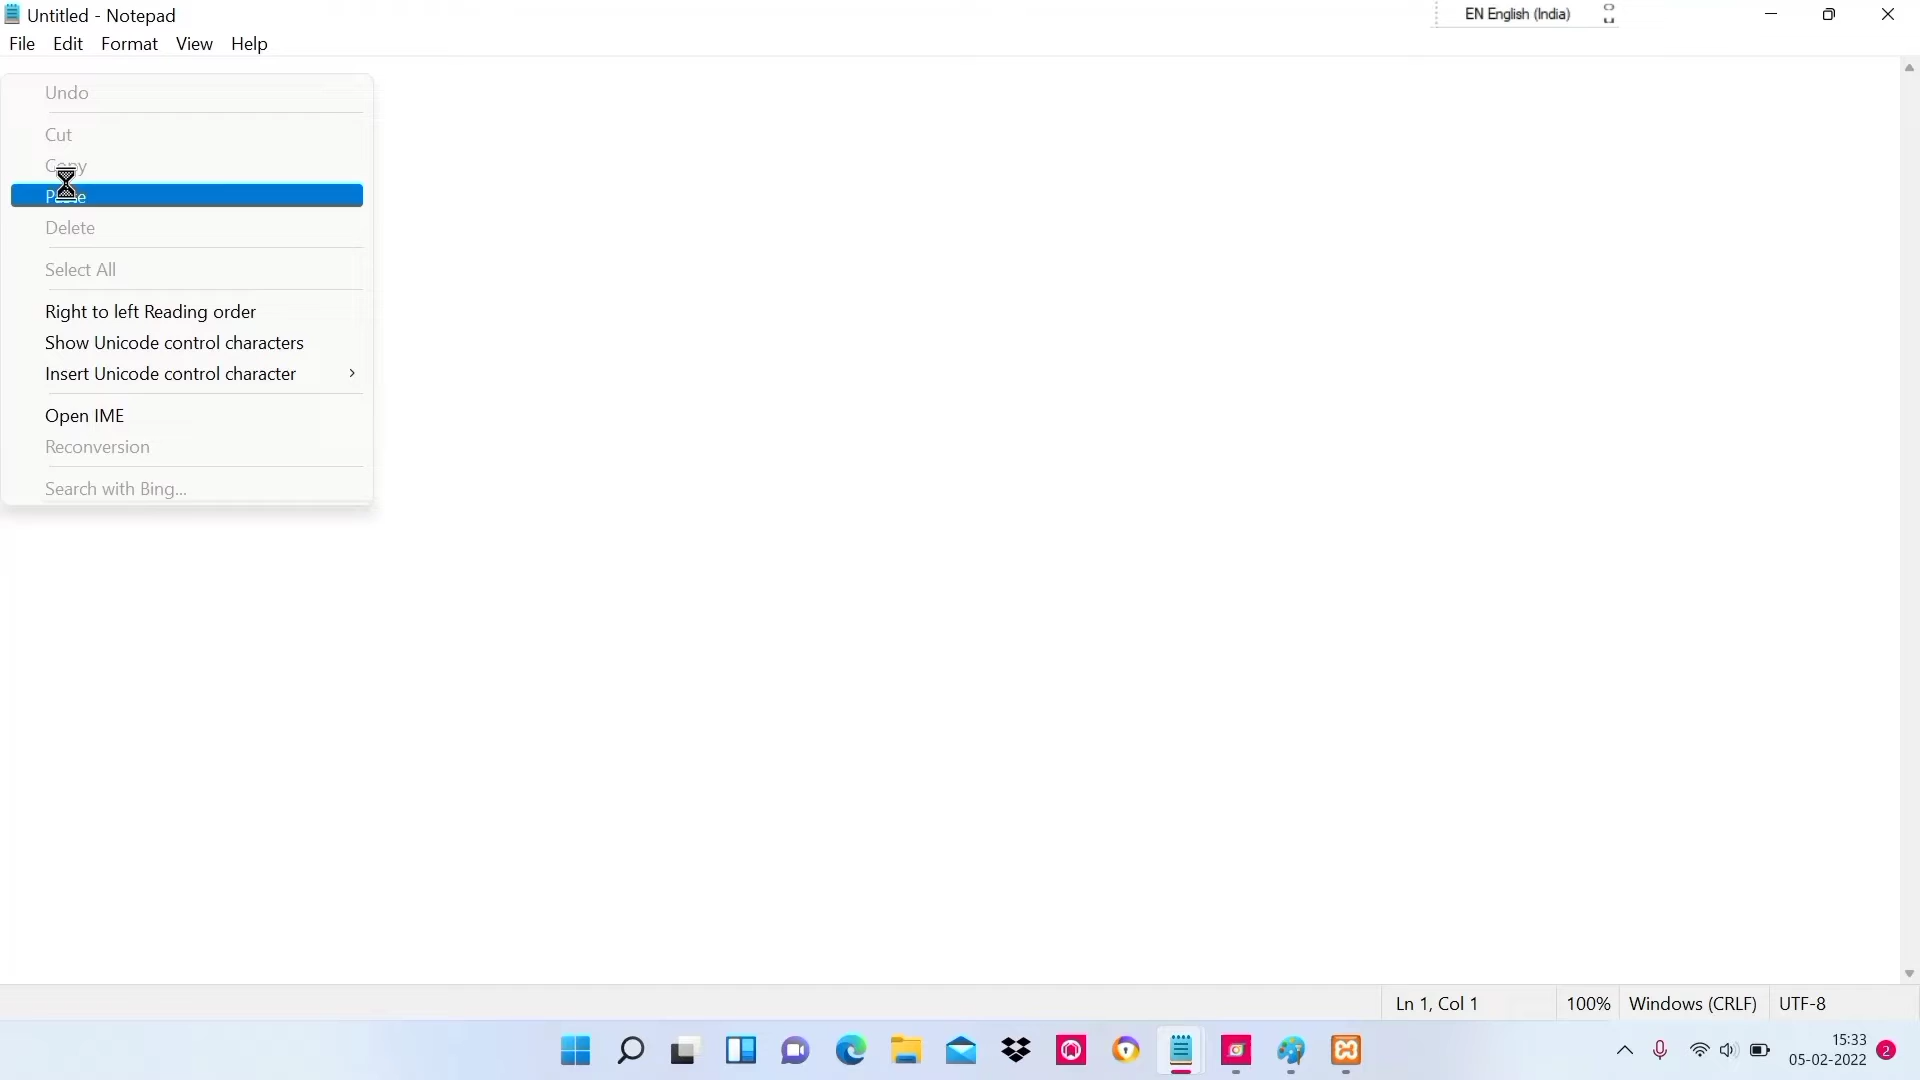 Untitled - Notepad
EN English (India)
File Edit Format View Help
Undo
Cut
Copy
Paste
Delete
Select All
Right to left Reading order
Show Unicode control characters
Insert Unicode control character
Open IME
Reconversion
Search with Bing...
Ln 1, Col 1 100% Windows (CRLF) UTF-8
15:33
05-02-2022 2